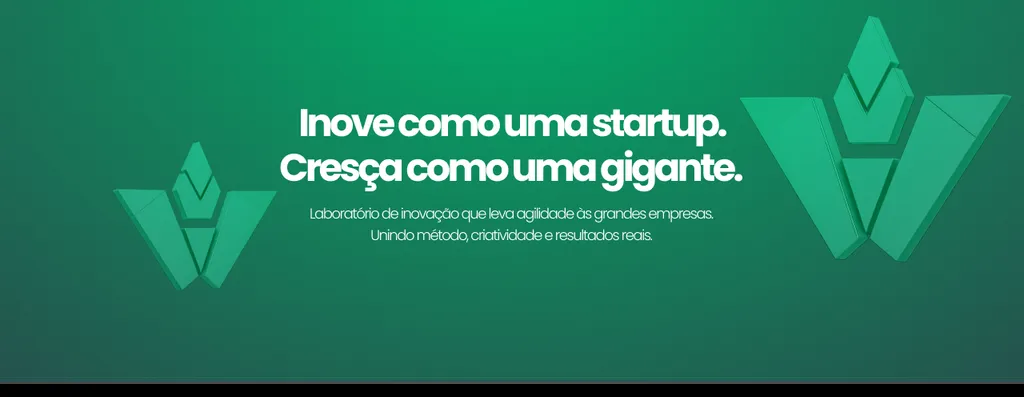 Inove como uma startup.
Cresça como uma gigante.
Laboratório de inovação que leva agilidade às grandes empresas.
Unindo método, criatividade e resultados reais.